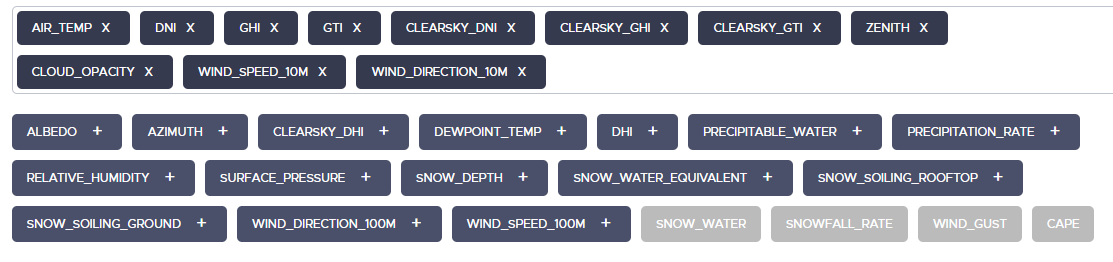 AIR_TEMP X DNI X GHI X GTI X CLEARSKY_DNI X CLEARSKY_GHI X CLEARSKY_GTI X ZENITH X
CLOUD_OPACITY X WIND_SPEED_10M X WIND_DIRECTION_10M X
ALBEDO + AZIMUTH + CLEARSKY_DHI + DEWPOINT_TEMP + DHI + PRECIPITABLE_WATER + PRECIPITATION_RATE +
RELATIVE_HUMIDITY + SURFACE_PRESSURE + SNOW_DEPTH + SNOW_WATER_EQUIVALENT + SNOW_SOILING_ROOFTOP +
SNOW_SOILING_GROUND + WIND_DIRECTION_100M + WIND_SPEED_100M + SNOW_WATER SNOWFALL_RATE WIND_GUST CAPE